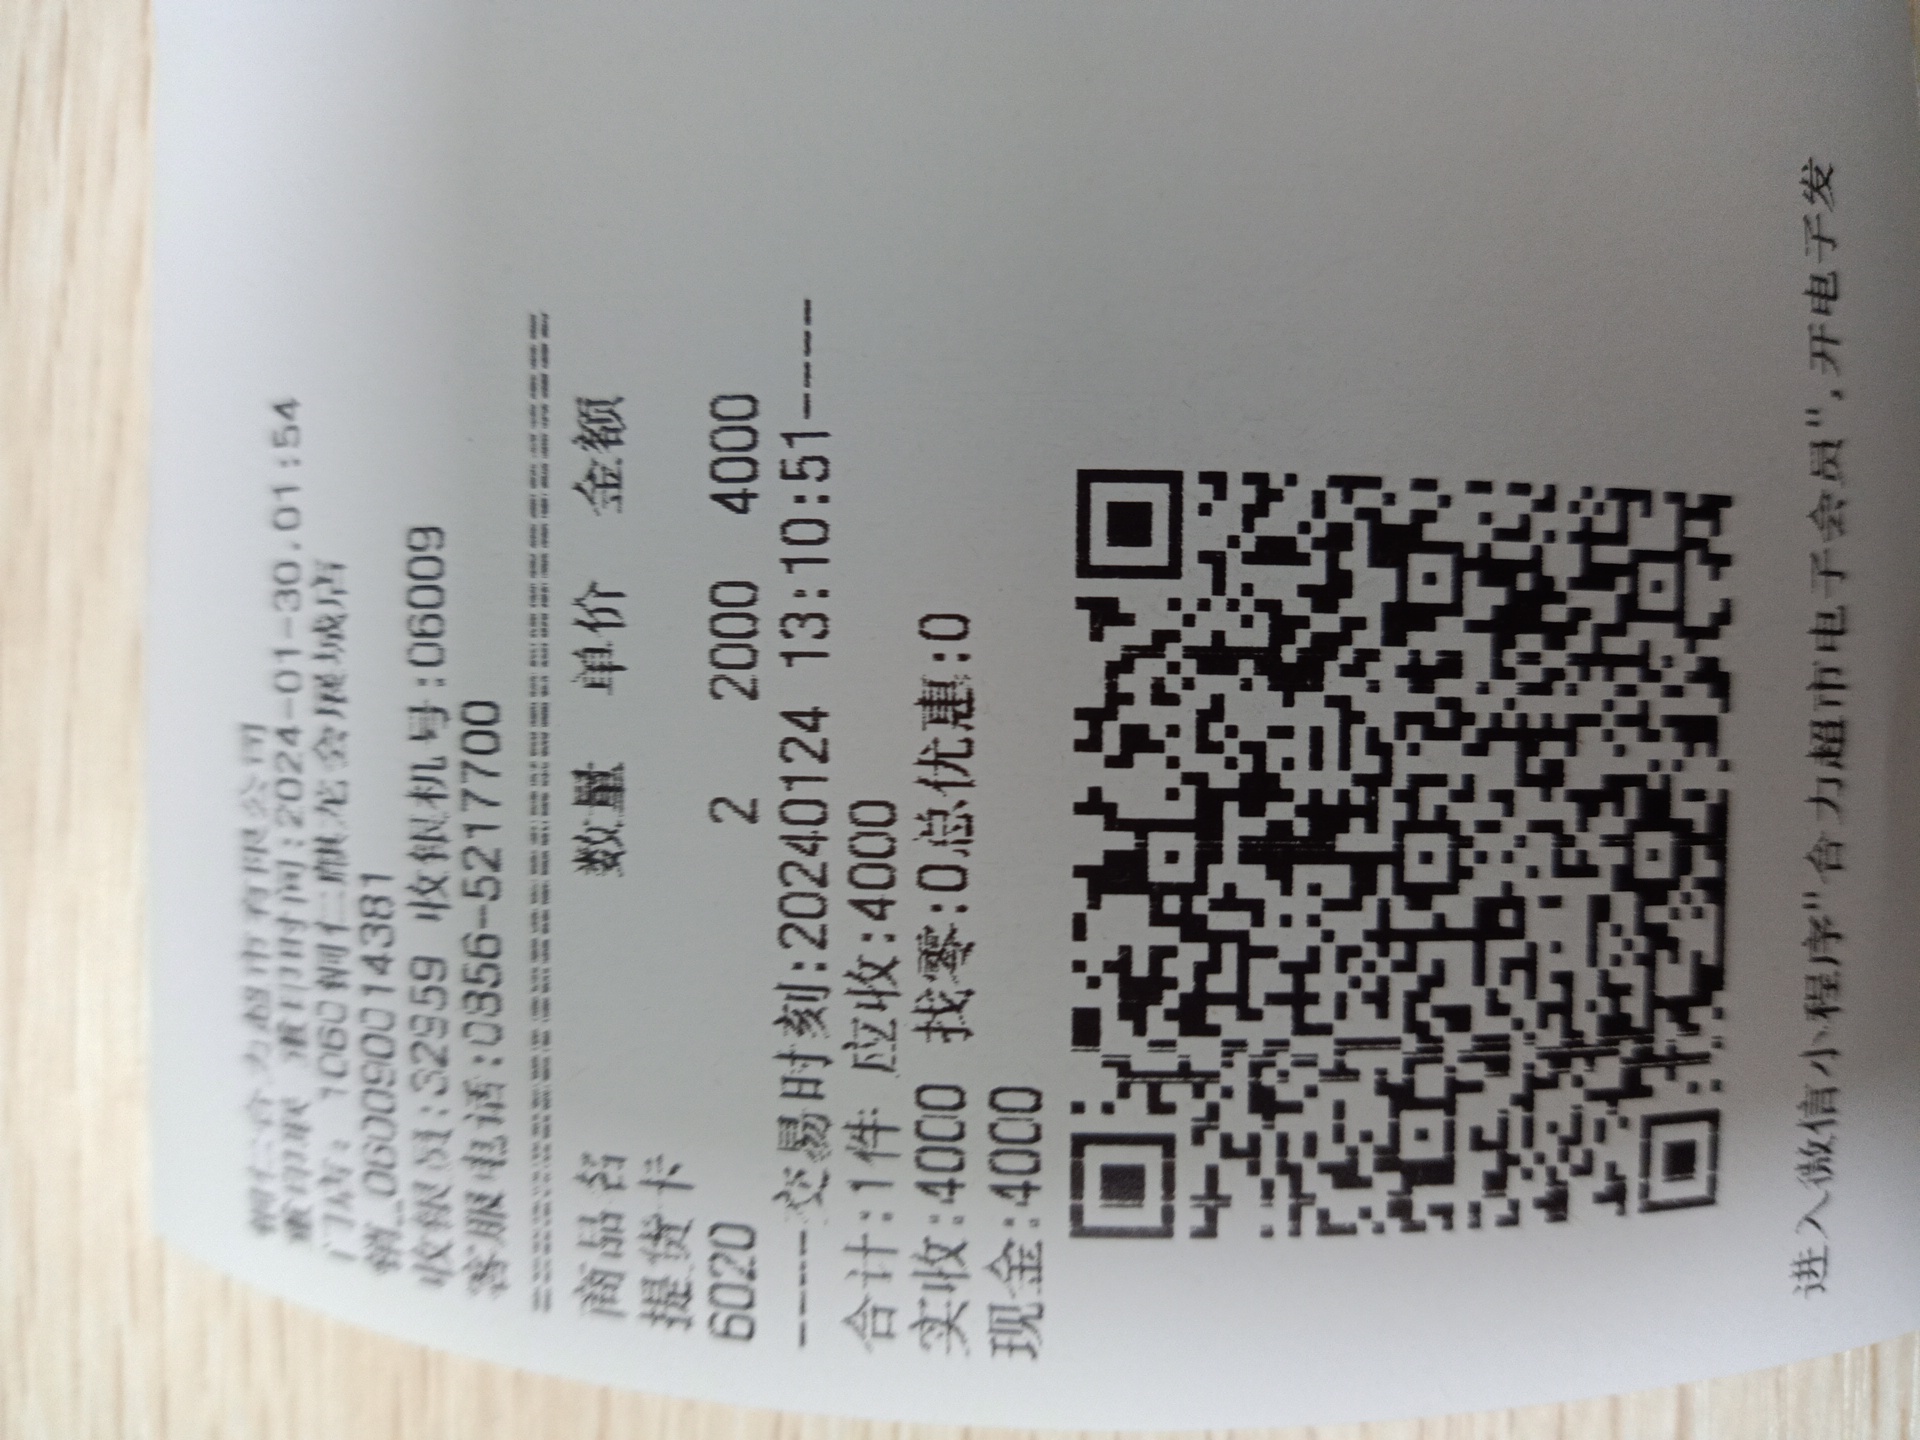 铜仁合力超市有限公司
重印联 重印时间:2024-01-30.01:54
门店: 1060铜仁麒龙会展城店
销_0600900014381
收银员:32959 收银机号:06009
客服电话:0856-5217700
==================================
商品名 数量 单价 金额
提货卡
6020 2 2000 4000
-----交易时刻:20240124 13:10:51-----
合计:1件 应收:4000
实收:4000 找零:0总优惠:0
现金:4000
进入微信小程序"合力超市电子会员",开电子发